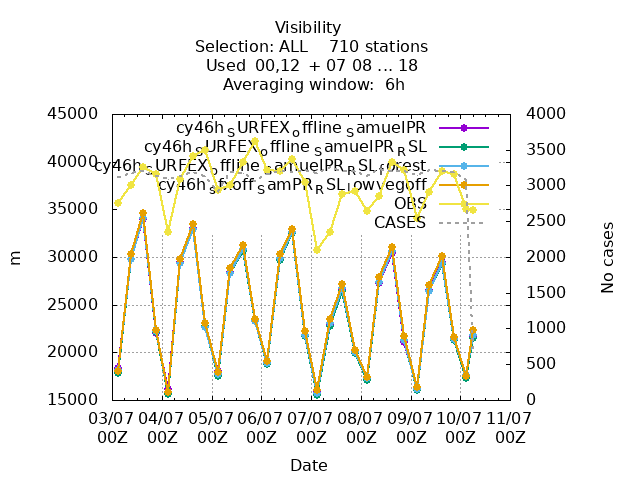 Visibility
Selection: ALL    710 stations
Used  00,12  + 07 08 ... 18
Averaging window:  6h
cy46h_SURFEX_offline_samuelPR
cy46h_SURFEX_offline_samuelPR_RSL
cy46h_SURFEX_offline_samuelPR_RSL_forest
OBS
CASES
45000
40000
35000
30000
25000
20000
15000
4000
3500
3000
2500
2000
1500
1000
500
0
m
No cases
03/07 04/07 05/07 06/07 07/07 08/07 09/07 10/07 11/07
00Z 00Z 00Z 00Z 00Z 00Z 00Z 00Z 00Z
Date